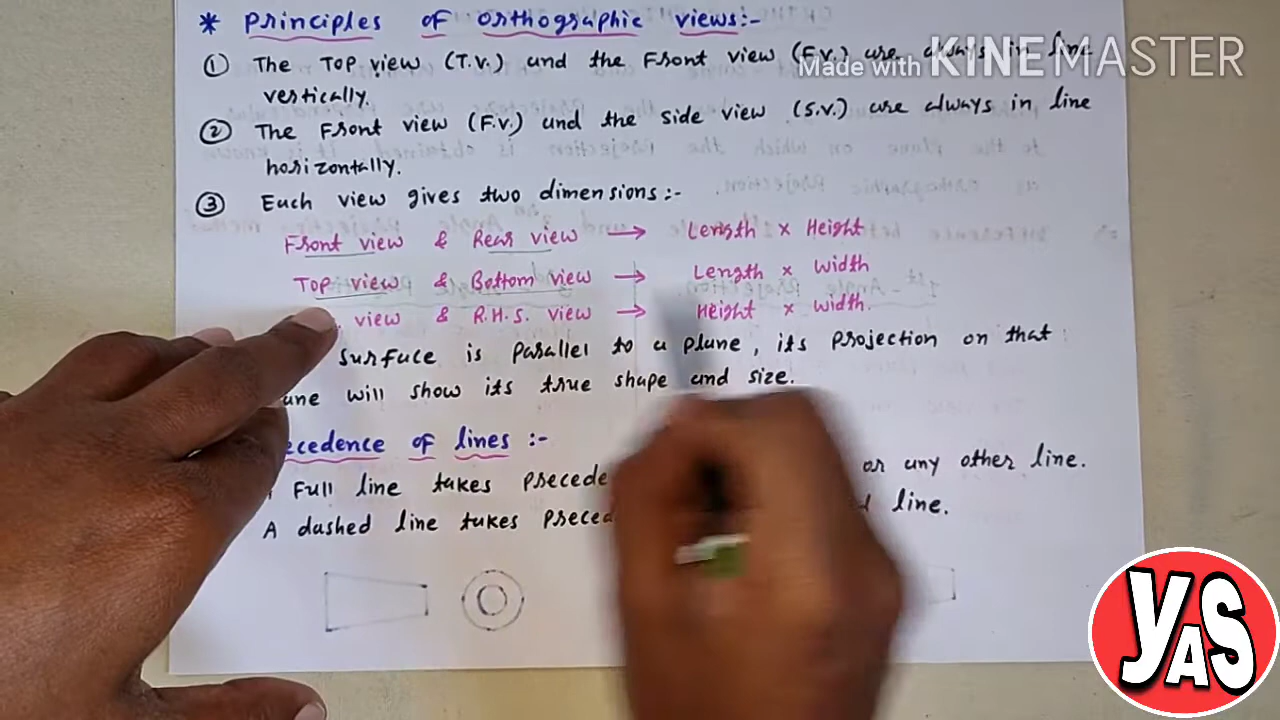 * Principles of orthographic views:-
① The Top view (T.V.) and the Front view (F.V.) are always in line
vertically.
② The Front view (F.V.) and the side view (S.V.) are always in line
horizontally.
③ Each view gives two dimensions:-
Front view & Rear view → Length x Height
Top view & Bottom view → Length x width
view & R.H.S. view → Height x width.
surface is parallel to a plane, its projection on that
will show its true shape and size.
of lines :-
Full line takes or any other line.
A dashed line takes line.
Made with KINEMASTER
YAS